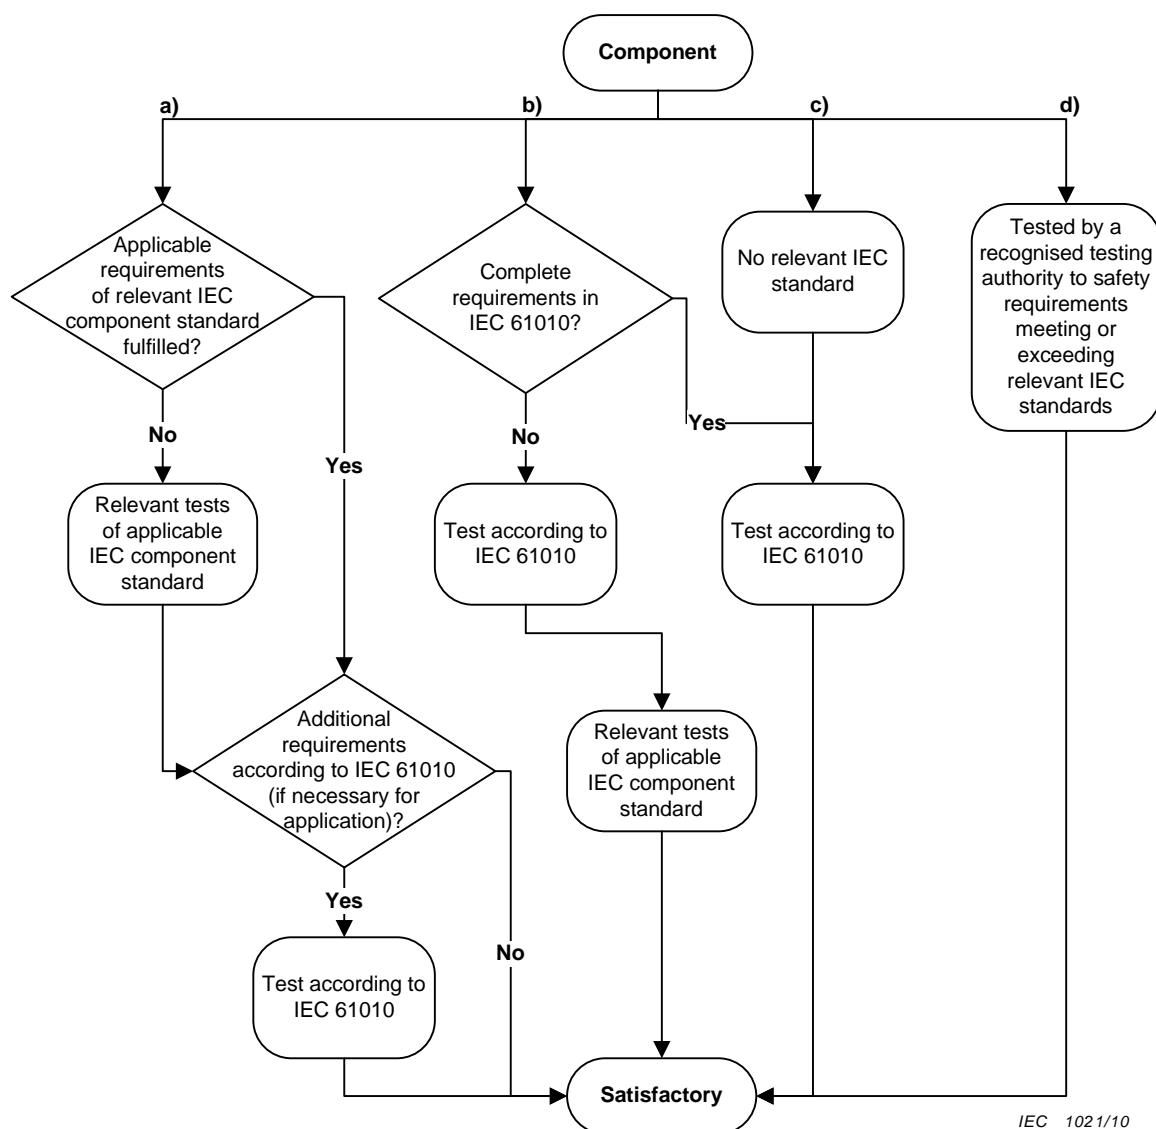 Component
a)
b)
c)
d)
Applicable
requirements
of relevant IEC
component standard
fulfilled?
Complete
requirements in
IEC 61010?
No relevant IEC
standard
Tested by a
recognised testing
authority to safety
requirements
meeting or
exceeding
relevant IEC
standards
No
Yes
No
Yes
Relevant tests
of applicable
IEC component
standard
Test according to
IEC 61010
Test according to
IEC 61010
Additional
requirements
according to IEC 61010
(if necessary for
application)?
Relevant tests
of applicable
IEC component
standard
Yes
No
Test according to
IEC 61010
Satisfactory
IEC 1021/10